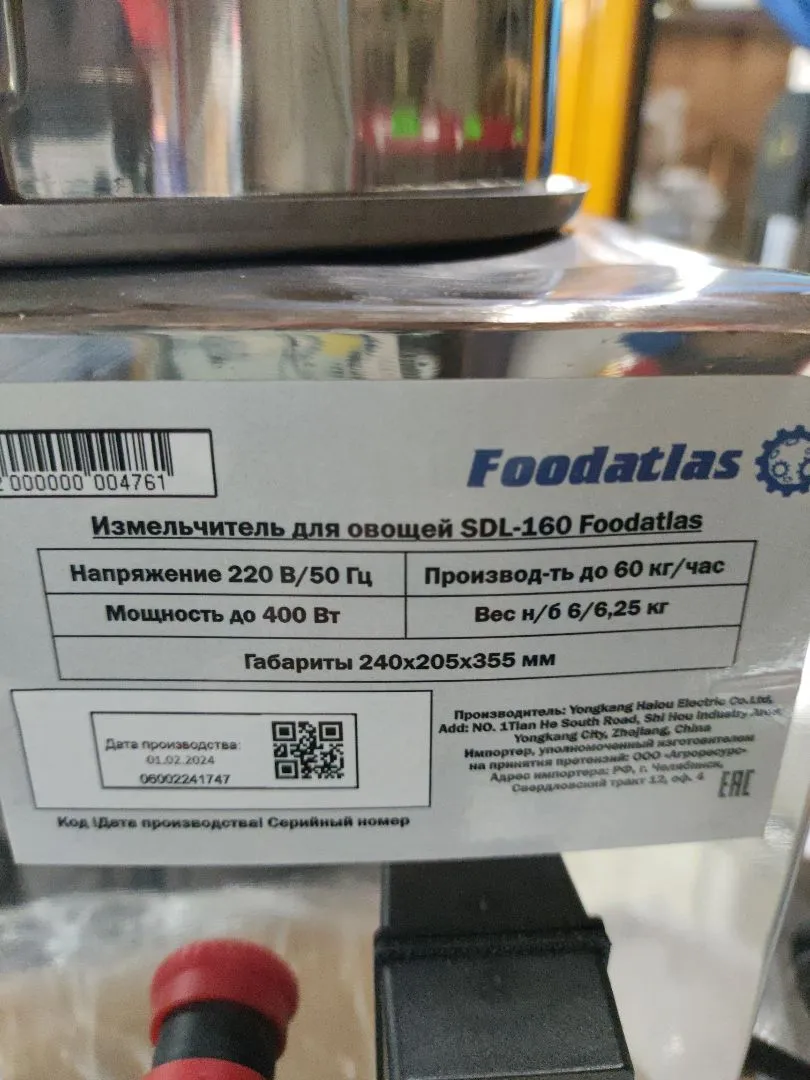 2 000000 004761
Foodatlas
Измельчитель для овощей SDL-160 Foodatlas
Напряжение 220 В/50 Гц
Производ-ть до 60 кг/час
Мощность до 400 Вт
Вес н/б 6/6,25 кг
Габариты 240х205х355 мм
Дата производства:
01.02.2024
06002241747
Код \Дата производства\ Серийный номер
Производитель: Yongkang Haiou Electric Co.Ltd.
Add: NO. 1Tian He South Road, Shi Hou Industry Area,
Yongkang City, Zhejiang, China
Импортер, уполномоченный изготовителем
на принятия претензий: ООО «Агроресурс»
Адрес импортера: РФ, г. Челябинск,
Свердловский тракт 12, оф. 4
EAC